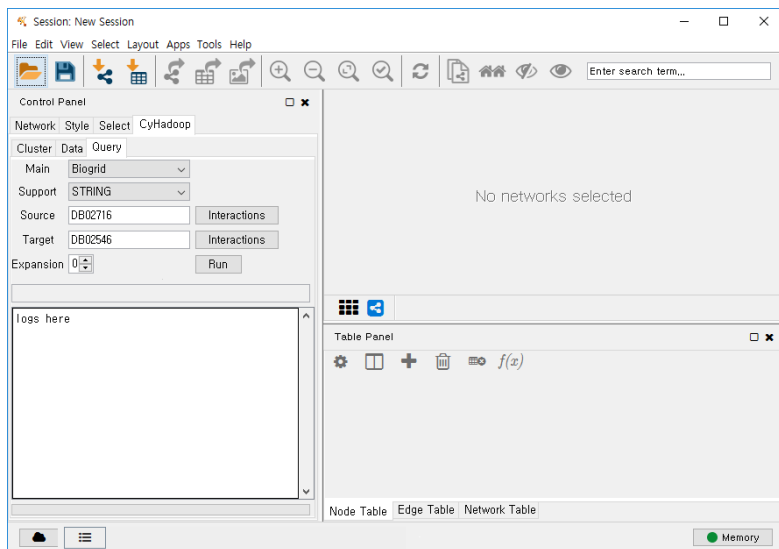 Session: New Session
File Edit View Select Layout Apps Tools Help
Enter search term...
Control Panel
Network Style Select CyHadoop
Cluster Data Query
Main Biogrid
Support STRING
Source DB02716 Interactions
Target DB02546 Interactions
Expansion 0 Run
logs here
No networks selected
Table Panel
f(x)
Node Table Edge Table Network Table
Memory